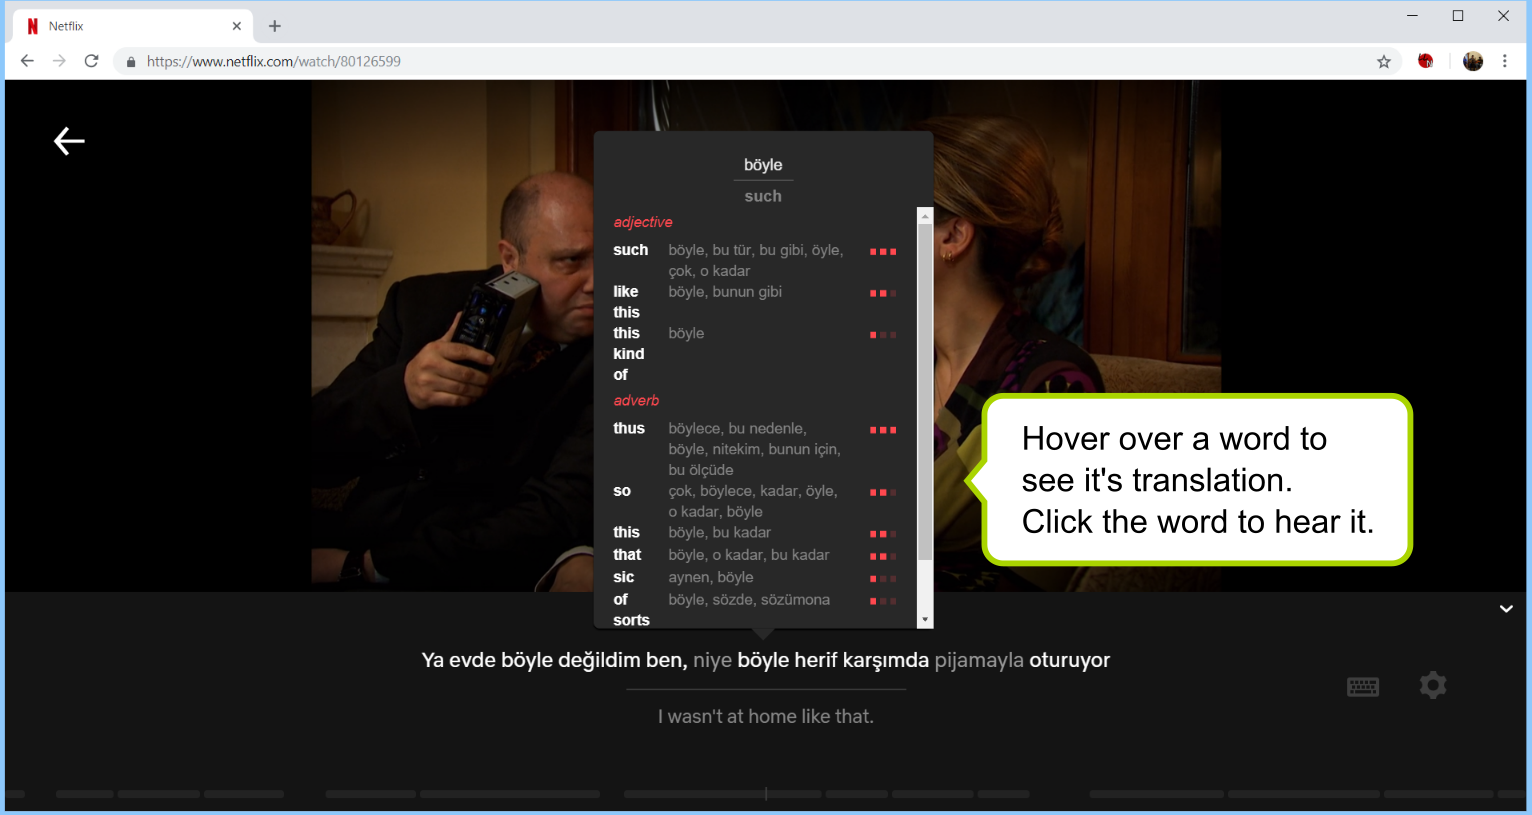 Netflix
https://www.netflix.com/watch/80126599
böyle
such
adjective
such böyle, bu tür, bu gibi, öyle,
çok, o kadar
like böyle, bunun gibi
this
this böyle
kind
of
adverb
thus böylece, bu nedenle,
böyle, nitekim, bunun için,
bu ölçüde
so çok, böylece, kadar, öyle,
o kadar, böyle
this böyle, bu kadar
that böyle, o kadar, bu kadar
sic aynen, böyle
of böyle, sözde, sözümona
sorts
Hover over a word to
see it's translation.
Click the word to hear it.
Ya evde böyle değildim ben, niye böyle herif karşımda pijamayla oturuyor
I wasn't at home like that.